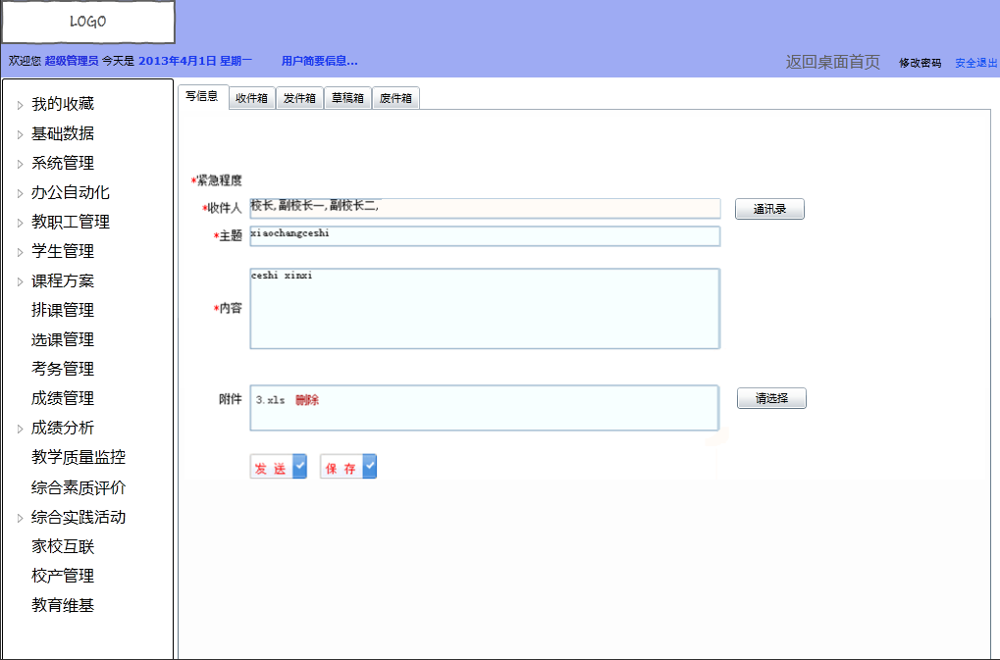 LOGO
欢迎您 超级管理员 今天是 2013年4月1日 星期一 用户简要信息...
返回桌面首页 修改密码 安全退出
我的收藏
基础数据
系统管理
办公自动化
教职工管理
学生管理
课程方案
排课管理
选课管理
考务管理
成绩管理
成绩分析
教学质量监控
综合素质评价
综合实践活动
家校互联
校产管理
教育维基
写信息 收件箱 发件箱 草稿箱 废件箱
*紧急程度
*收件人 校长,副校长一,副校长二, 通讯录
*主题 xiaochangceshi
*内容 ceshi xinxi
附件 3.xls 删除 请选择
发 送 保 存